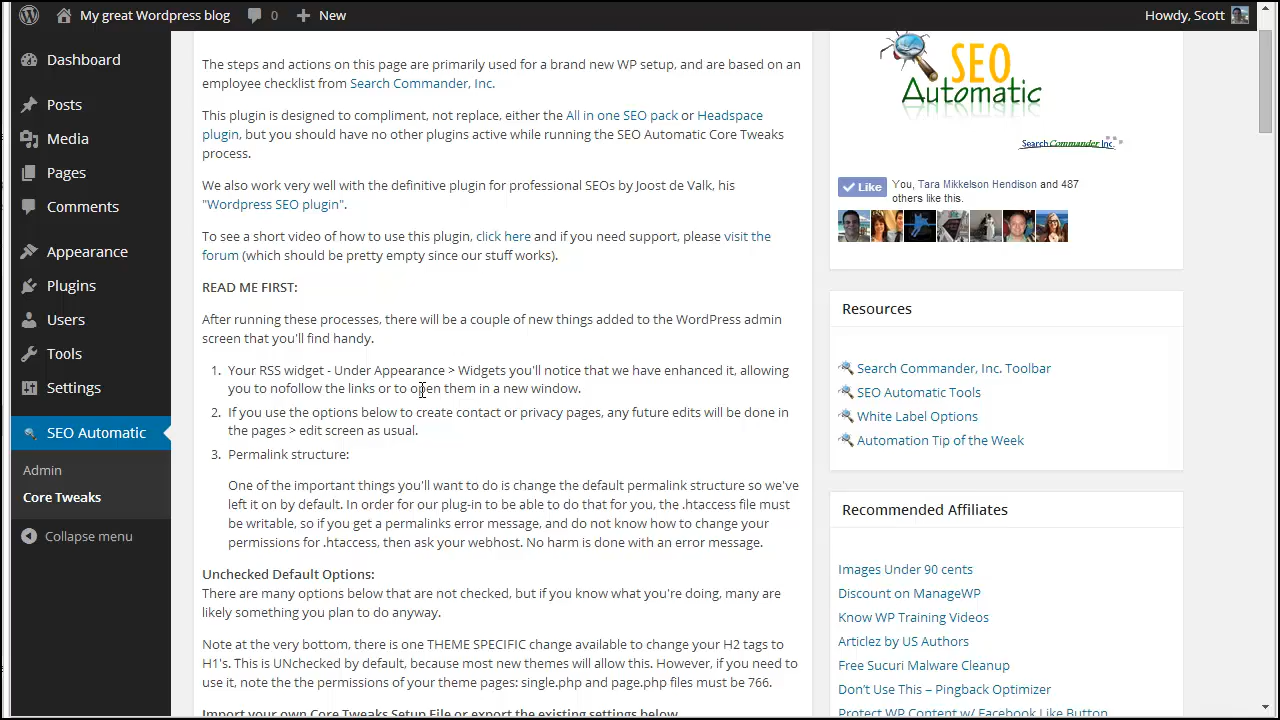 My great Wordpress blog
0
New
Howdy, Scott
Dashboard
Posts
Media
Pages
Comments
Appearance
Plugins
Users
Tools
Settings
SEO Automatic
Admin
Core Tweaks
Collapse menu
The steps and actions on this page are primarily used for a brand new WP setup, and are based on an
employee checklist from Search Commander, Inc.
This plugin is designed to compliment, not replace, either the All in one SEO pack or Headspace
plugin, but you should have no other plugins active while running the SEO Automatic Core Tweaks
process.
We also work very well with the definitive plugin for professional SEOs by Joost de Valk, his
"Wordpress SEO plugin".
To see a short video of how to use this plugin, click here and if you need support, please visit the
forum (which should be pretty empty since our stuff works).
READ ME FIRST:
After running these processes, there will be a couple of new things added to the WordPress admin
screen that you'll find handy.
1. Your RSS widget - Under Appearance > Widgets you'll notice that we have enhanced it, allowing
you to nofollow the links or to open them in a new window.
2. If you use the options below to create contact or privacy pages, any future edits will be done in
the pages > edit screen as usual.
3. Permalink structure:
One of the important things you'll want to do is change the default permalink structure so we've
left it on by default. In order for our plug-in to be able to do that for you, the .htaccess file must
be writable, so if you get a permalinks error message, and do not know how to change your
permissions for .htaccess, then ask your webhost. No harm is done with an error message.
Unchecked Default Options:
There are many options below that are not checked, but if you know what you're doing, many are
likely something you plan to do anyway.
Note at the very bottom, there is one THEME SPECIFIC change available to change your H2 tags to
H1's. This is UNchecked by default, because most new themes will allow this. However, if you need to
use it, note the the permissions of your theme pages: single.php and page.php files must be 766.
Import your own Core Tweaks Setup File or export the existing settings below
SEO
Automatic
Search Commander Inc.
Like
You, Tara Mikkelson Hendison and 487
others like this.
Resources
Search Commander, Inc. Toolbar
SEO Automatic Tools
White Label Options
Automation Tip of the Week
Recommended Affiliates
Images Under 90 cents
Discount on ManageWP
Know WP Training Videos
Articlez by US Authors
Free Sucuri Malware Cleanup
Don't Use This – Pingback Optimizer
Protect WP Content w/ Facebook Like Button